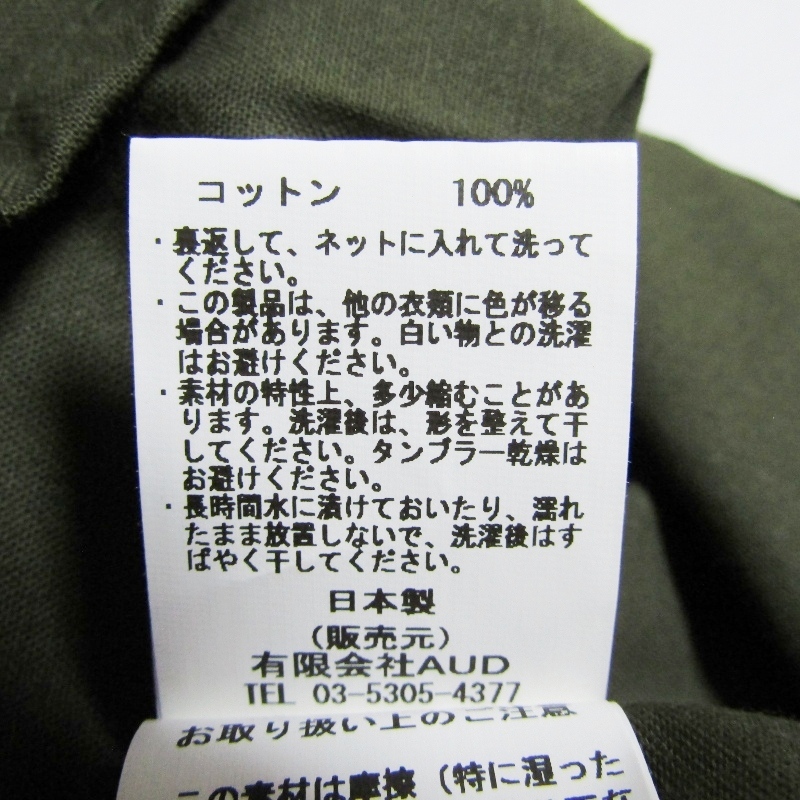 コットン 100%
・裏返して、ネットに入れて洗って
ください。
・この製品は、他の衣類に色が移る
場合があります。白い物との洗濯
はお避けください。
・素材の特性上、多少縮むことがあ
ります。洗濯後は、形を整えて干
してください。タンブラー乾燥は
お避けください。
・長時間水に漬けておいたり、濡れ
たまま放置しないで、洗濯後はす
ばやく干してください。
日本製
(販売元)
有限会社AUD
TEL 03-5305-4377
お取り扱い上のご注意
この素材は摩擦(特に湿った